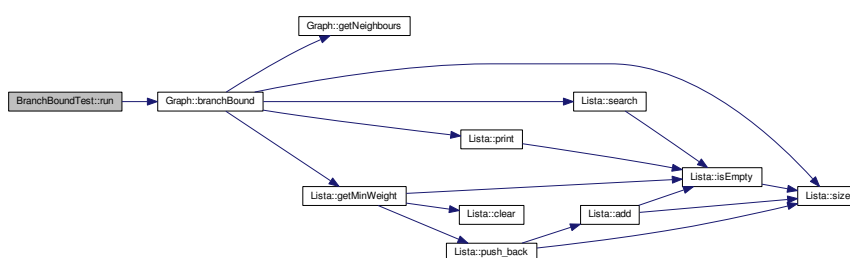 Graph::getNeighbours
BranchBoundTest::run
Graph::branchBound
Lista::search
Lista::print
Lista::isEmpty
Lista::getMinWeight
Lista::size
Lista::clear
Lista::add
Lista::push_back